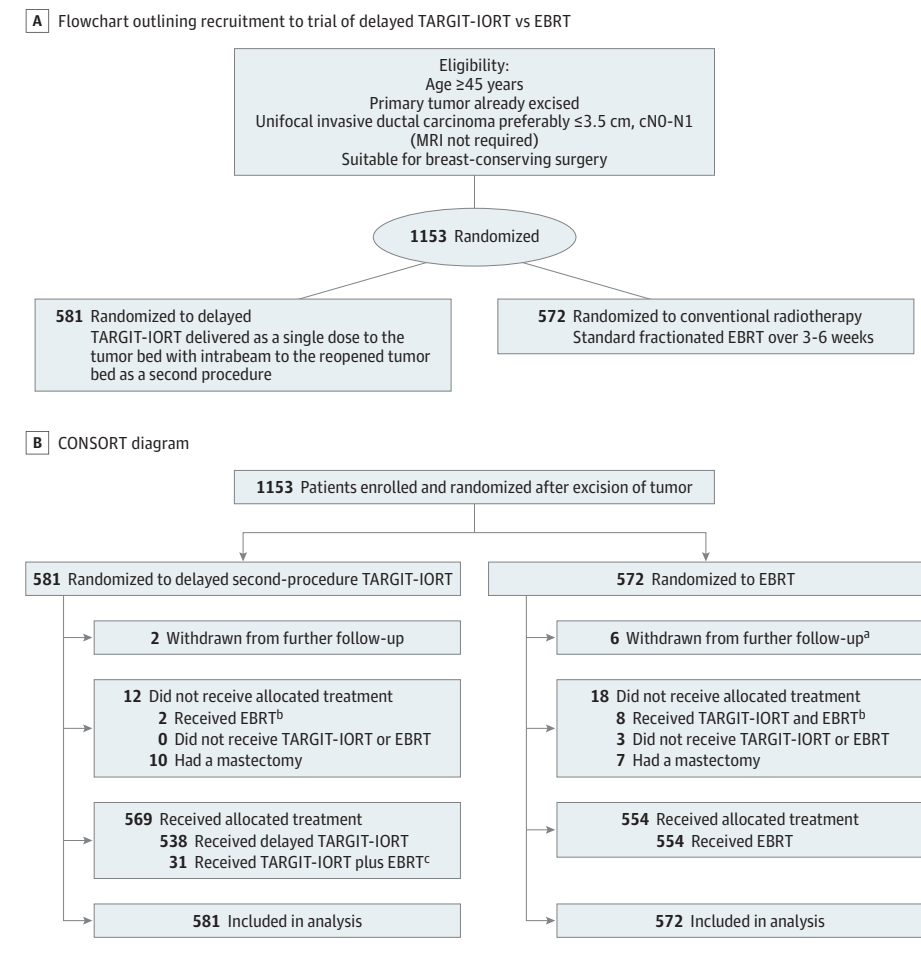 A Flowchart outlining recruitment to trial of delayed TARGIT-IORT vs EBRT
Eligibility:
Age ≥45 years
Primary tumor already excised
Unifocal invasive ductal carcinoma preferably ≤3.5 cm, cN0-N1
(MRI not required)
Suitable for breast-conserving surgery
1153 Randomized
581 Randomized to delayed
TARGIT-IORT delivered as a single dose to the
tumor bed with intrabeam to the reopened tumor
bed as a second procedure
572 Randomized to conventional radiotherapy
Standard fractionated EBRT over 3-6 weeks
B CONSORT diagram
1153 Patients enrolled and randomized after excision of tumor
581 Randomized to delayed second-procedure TARGIT-IORT
2 Withdrawn from further follow-up
12 Did not receive allocated treatment
2 Received EBRTb
0 Did not receive TARGIT-IORT or EBRT
10 Had a mastectomy
569 Received allocated treatment
538 Received delayed TARGIT-IORT
31 Received TARGIT-IORT plus EBRTc
581 Included in analysis
572 Randomized to EBRT
6 Withdrawn from further follow-upa
18 Did not receive allocated treatment
8 Received TARGIT-IORT and EBRTb
3 Did not receive TARGIT-IORT or EBRT
7 Had a mastectomy
554 Received allocated treatment
554 Received EBRT
572 Included in analysis